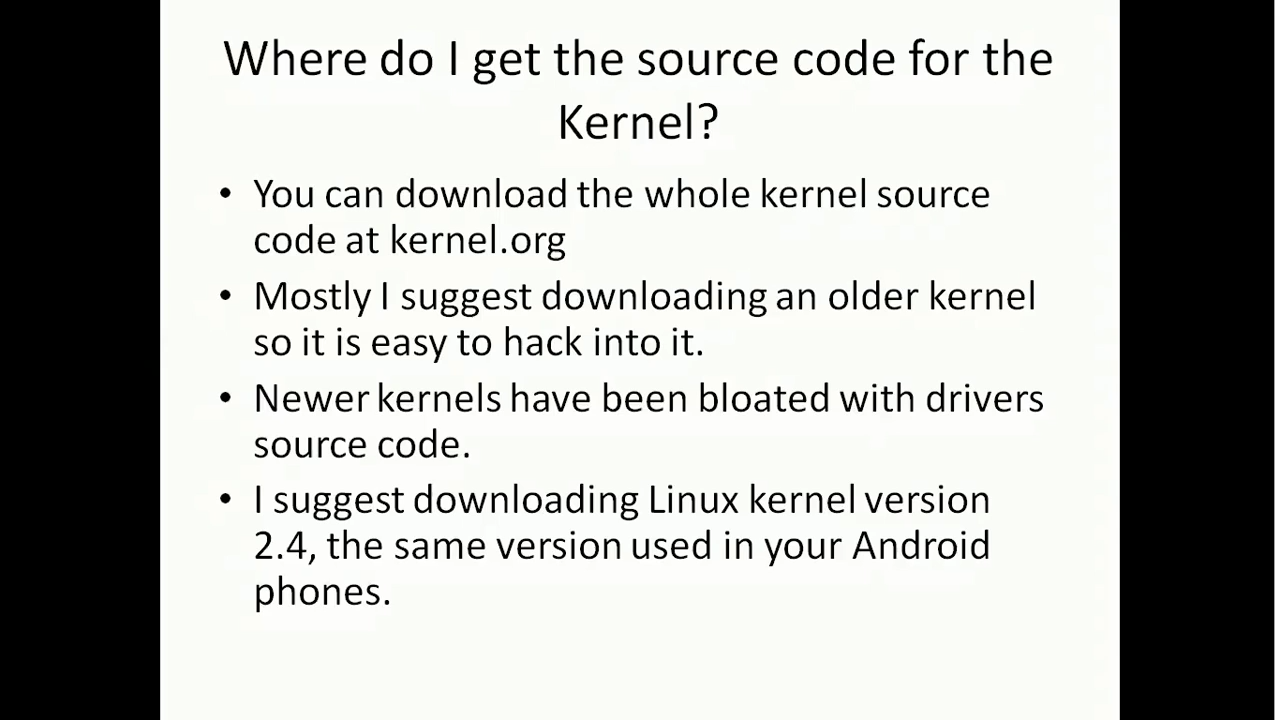 Where do I get the source code for the
Kernel?
• You can download the whole kernel source
code at kernel.org
• Mostly I suggest downloading an older kernel
so it is easy to hack into it.
• Newer kernels have been bloated with drivers
source code.
• I suggest downloading Linux kernel version
2.4, the same version used in your Android
phones.